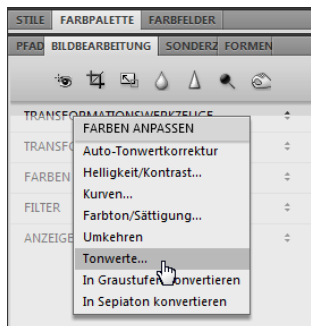 STILE FARBPALETTE FARBFELDER
PFAD BILDBEARBEITUNG SONDERZ FORMEN
TRANSFORMATIONSWERKZEUGE
FARBEN ANPASSEN
TRANSFO
Auto-Tonwertkorrektur
Helligkeit/Kontrast...
FARBEN
Kurven...
FILTER
Farbton/Sättigung...
ANZEIGE
Umkehren
Tonwerte...
In Graustufen konvertieren
In Sepiaton konvertieren